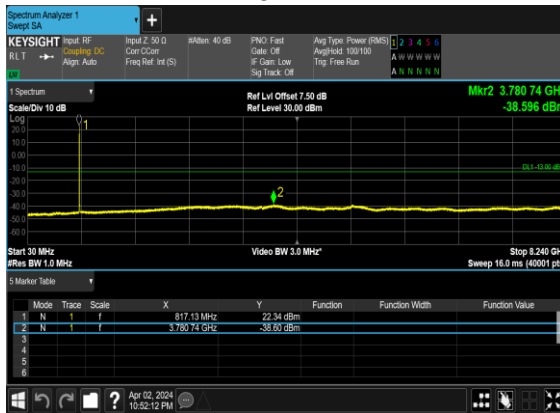 Spectrum Analyzer 1
Swept SA
KEYSIGHT Input: RF Input Z: 50 Ω #Atten: 40 dB PNO: Fast Avg Type: Power (RMS) 1 2 3 4 5 6
RLT Coupling: DC Corr CCorr Gate: Off Avg|Hold: 100/100 A W W W W W
Align: Auto Freq Ref: Int (S) IF Gain: Low Trig: Free Run
LXI Sig Track: Off A N N N N N
1 Spectrum Ref Lvl Offset 7.50 dB Mkr2 3.780 74 GH
Scale/Div 10 dB Ref Level 30.00 dBm -38.596 dBr
Log
20.0
10.0
0.00
-10.0 DL1 -13.00 dB
-20.0
-30.0
-40.0
-50.0
-60.0
1
2
Start 30 MHz Video BW 3.0 MHz* Stop 8.240 GH
#Res BW 1.0 MHz Sweep 16.0 ms (40001 pts
5 Marker Table
Mode Trace Scale X Y Function Function Width Function Value
1 N 1 f 817.13 MHz 22.34 dBm
2 N 1 f 3.780 74 GHz -38.60 dBm
3
4
5
6
? Apr 02, 2024
10:52:12 PM